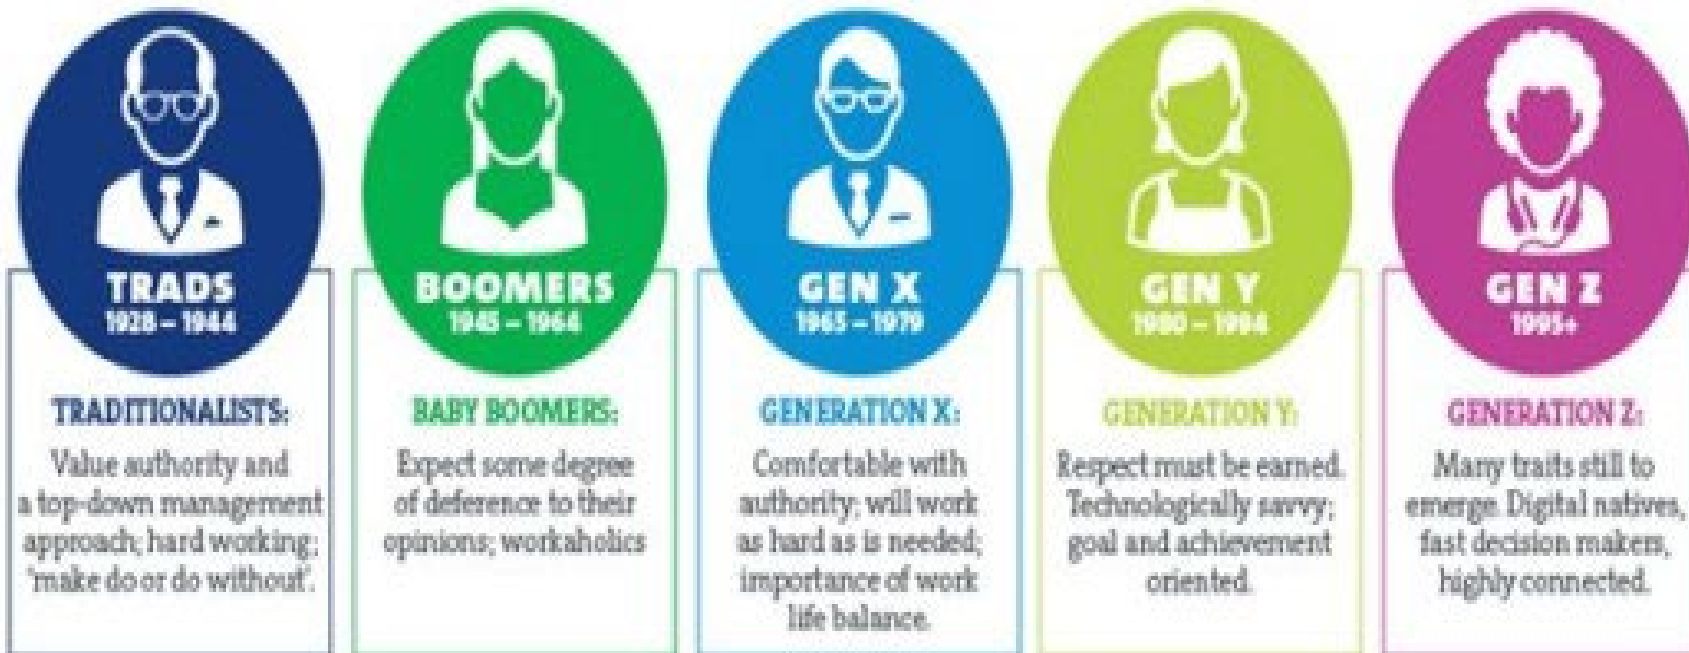 TRADS
1928 – 1944
TRADITIONALISTS:
Value authority and
a top-down management
approach; hard working;
'make do or do without'.
BOOMERS
1945 – 1964
BABY BOOMERS:
Expect some degree
of deference to their
opinions; workaholics
GEN X
1965 – 1979
GENERATION X:
Comfortable with
authority; will work
as hard as is needed;
importance of work
life balance.
GEN Y
1980 – 1994
GENERATION Y:
Respect must be earned.
Technologically savvy;
goal and achievement
oriented.
GEN Z
1995+
GENERATION Z:
Many traits still to
emerge. Digital natives,
fast decision makers,
highly connected.